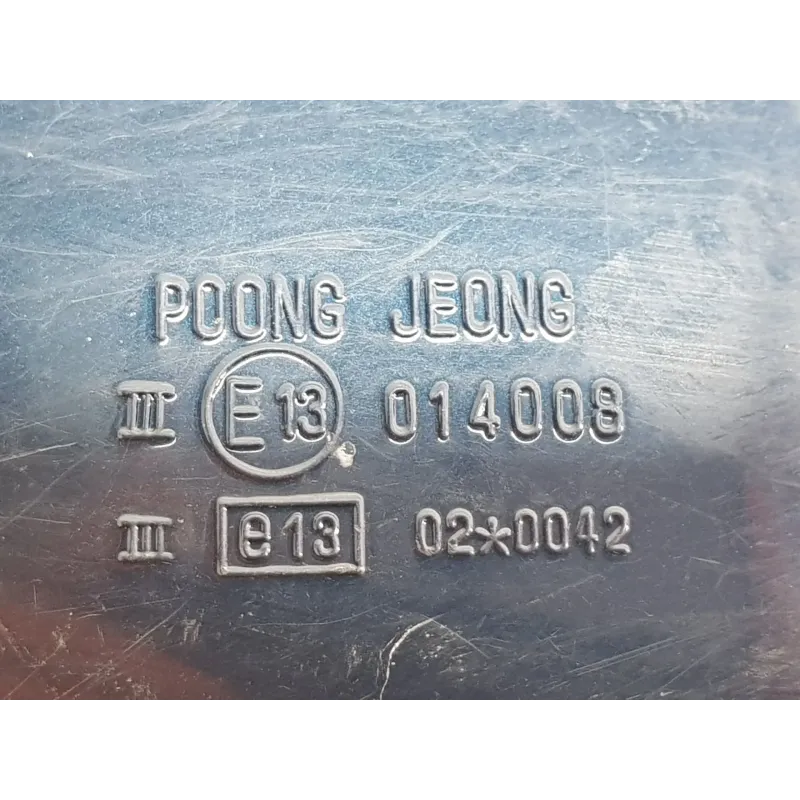 POONG JEONG
III E13 014008
III e13 02*0042